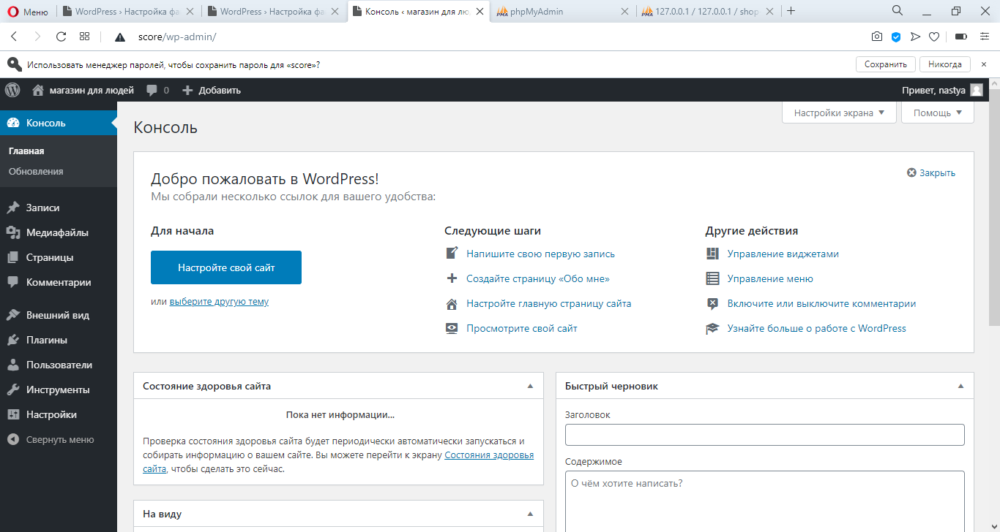 Меню
WordPress › Настройка фа
WordPress › Настройка фа
Консоль ‹ магазин для лю
phpMyAdmin
127.0.0.1 / 127.0.0.1 / shop
score/wp-admin/
Использовать менеджер паролей, чтобы сохранить пароль для «score»?
Сохранить
Никогда
магазин для людей
0
Добавить
Привет, nastya
Консоль
Главная
Обновления
Записи
Медиафайлы
Страницы
Комментарии
Внешний вид
Плагины
Пользователи
Инструменты
Настройки
Свернуть меню
Настройки экрана
Помощь
Консоль
Добро пожаловать в WordPress!
Мы собрали несколько ссылок для вашего удобства:
Закрыть
Для начала
Настройте свой сайт
или выберите другую тему
Следующие шаги
Напишите свою первую запись
Создайте страницу «Обо мне»
Настройте главную страницу сайта
Просмотрите свой сайт
Другие действия
Управление виджетами
Управление меню
Включите или выключите комментарии
Узнайте больше о работе с WordPress
Состояние здоровья сайта
Пока нет информации...
Проверка состояния здоровья сайта будет периодически автоматически запускаться и
собирать информацию о вашем сайте. Вы можете перейти к экрану Состояния здоровья
сайта, чтобы сделать это сейчас.
На виду
Быстрый черновик
Заголовок
Содержимое
О чём хотите написать?